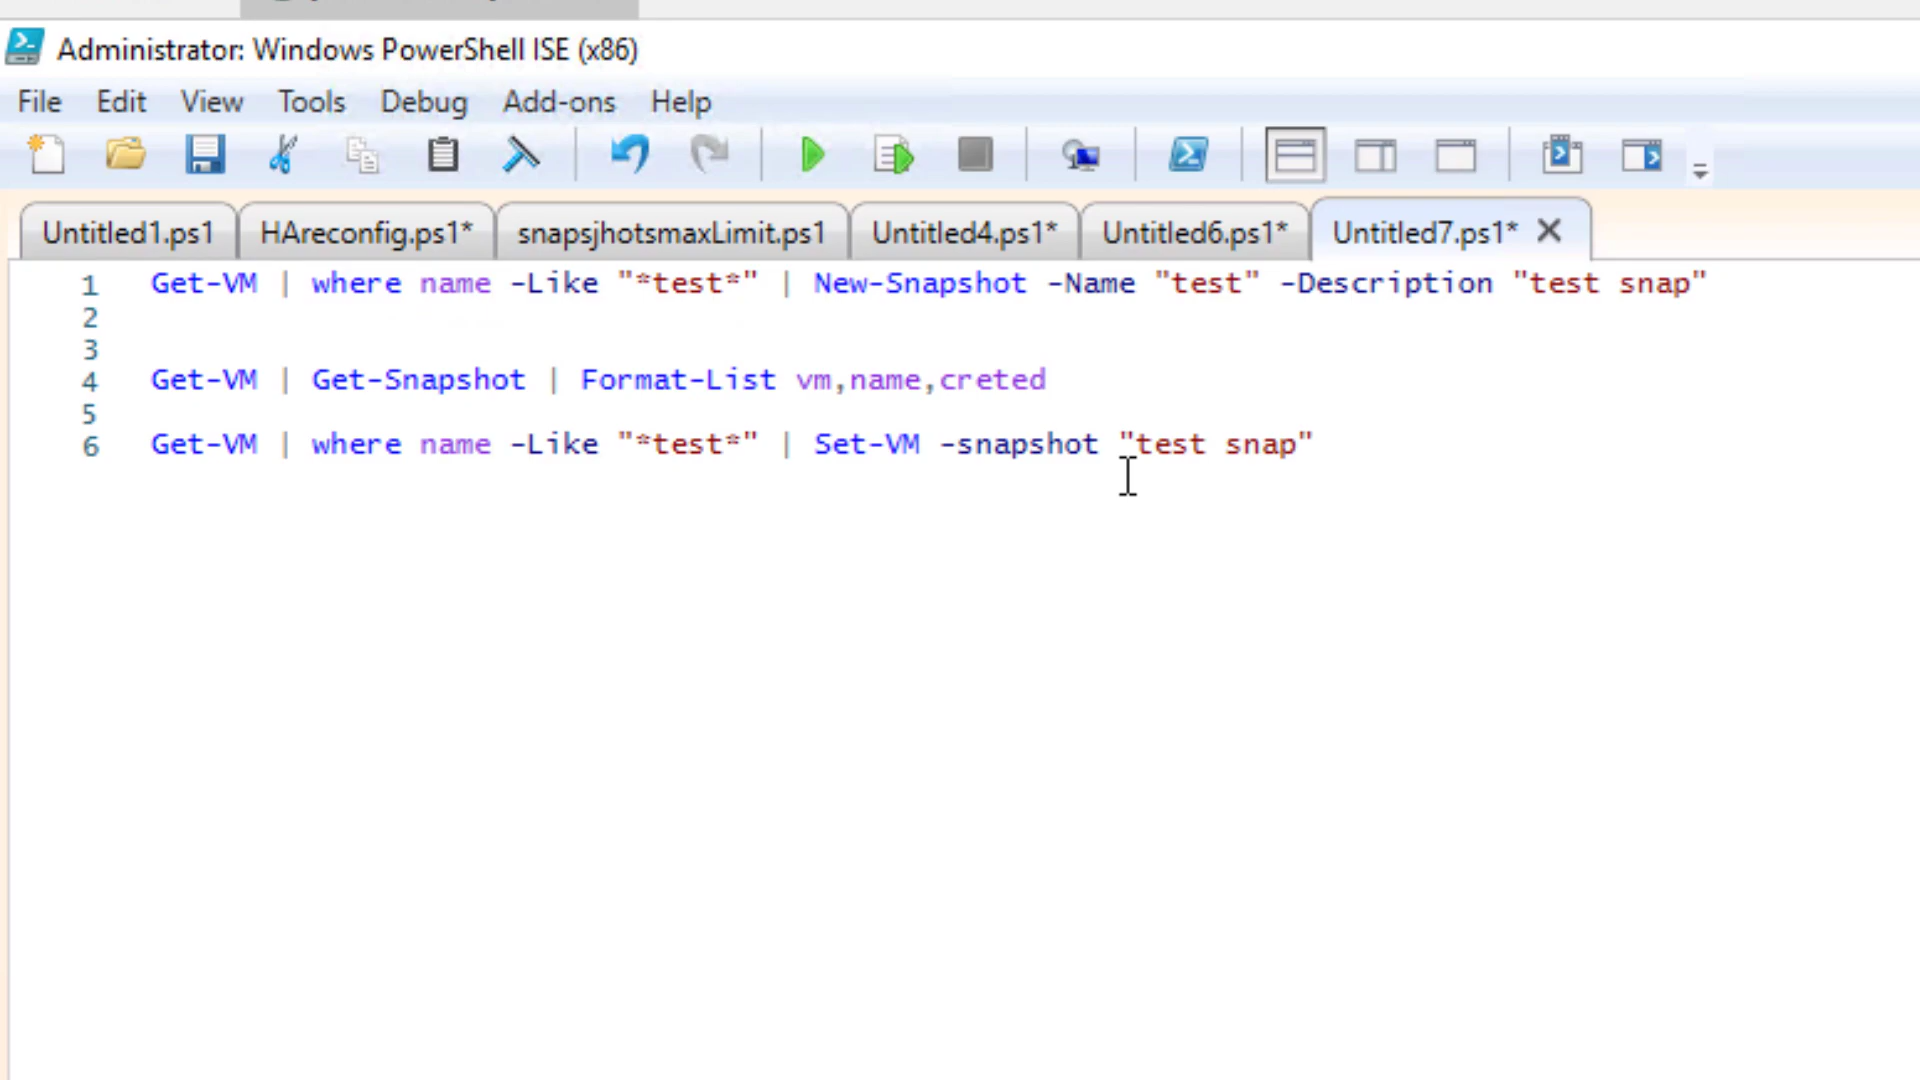 Administrator: Windows PowerShell ISE (x86)
File Edit View Tools Debug Add-ons Help
Untitled1.ps1 HAreconfig.ps1* snapsjhotsmaxLimit.ps1 Untitled4.ps1* Untitled6.ps1* Untitled7.ps1*
1 Get-VM | where name -Like "*test*" | New-Snapshot -Name "test" -Description "test snap"
2
3
4 Get-VM | Get-Snapshot | Format-List vm,name,creted
5
6 Get-VM | where name -Like "*test*" | Set-VM -snapshot "test snap"